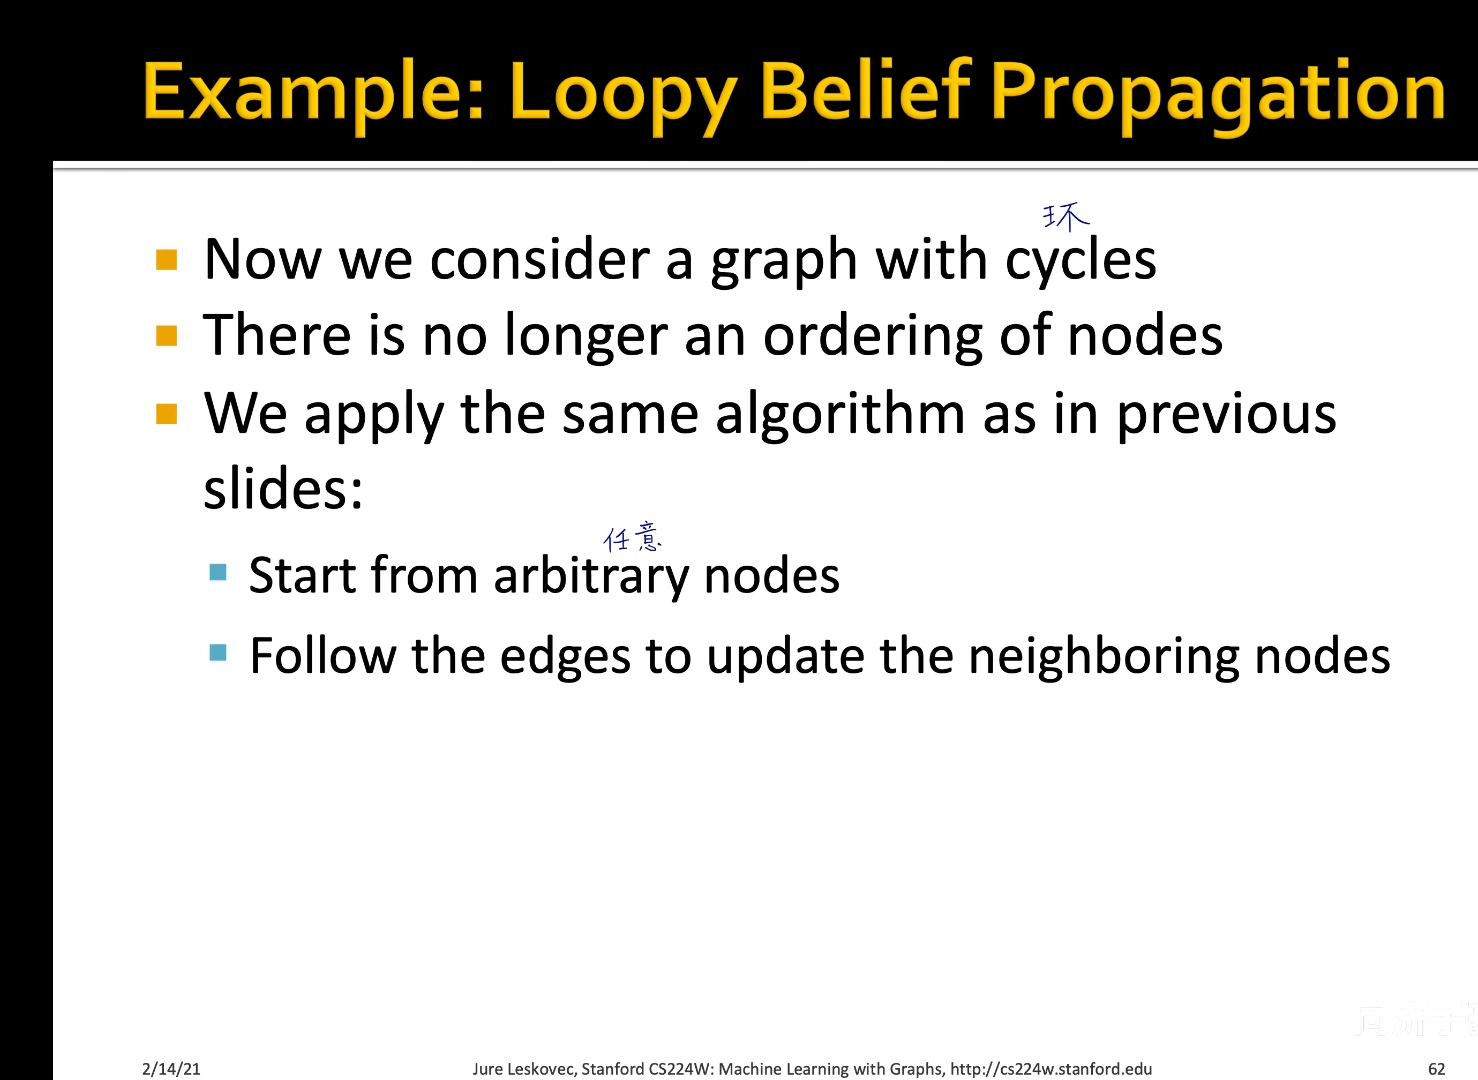 Example: Loopy Belief Propagation
环
Now we consider a graph with cycles
There is no longer an ordering of nodes
We apply the same algorithm as in previous
slides:
任意
Start from arbitrary nodes
Follow the edges to update the neighboring nodes
2/14/21
Jure Leskovec, Stanford CS224W: Machine Learning with Graphs, http://cs224w.stanford.edu
62